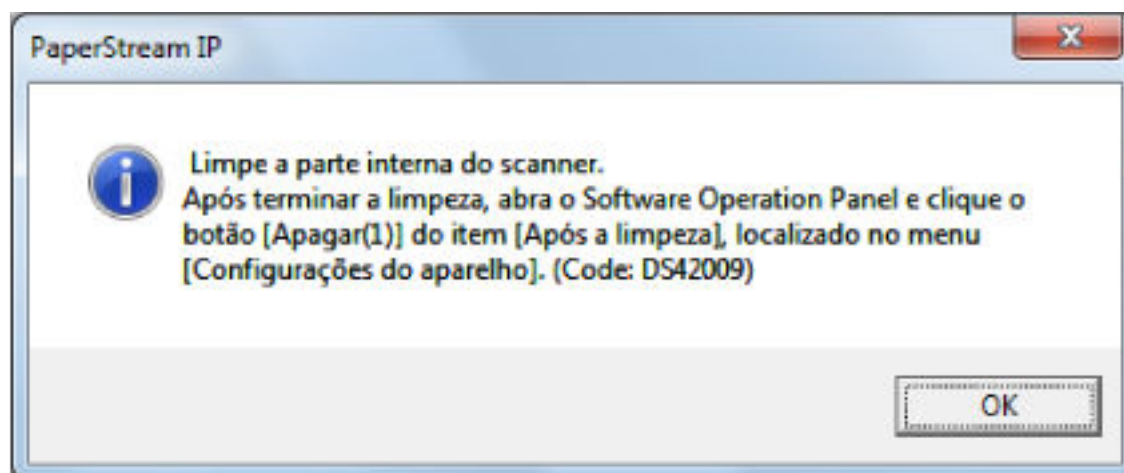 PaperStream IP
Limpe a parte interna do scanner.
Após terminar a limpeza, abra o Software Operation Panel e clique o
botão [Apagar(1)] do item [Após a limpeza], localizado no menu
[Configurações do aparelho]. (Code: DS42009)
OK